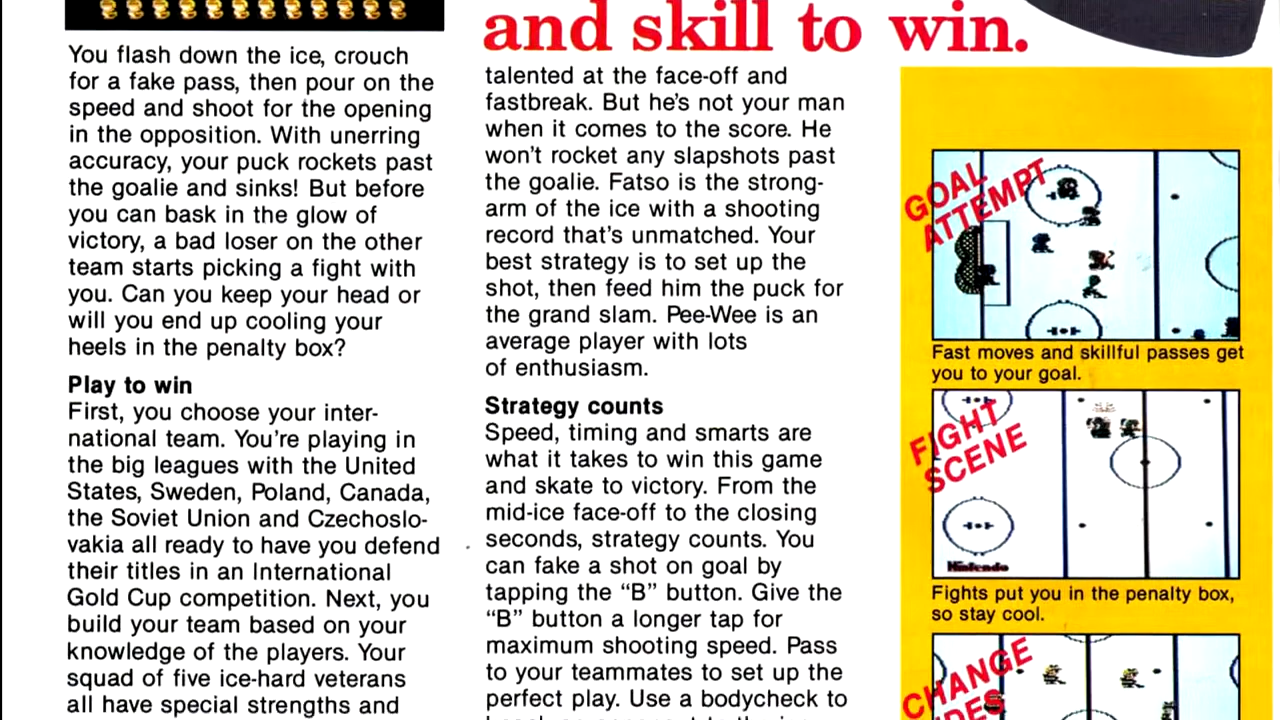 and skill to win.
You flash down the ice, crouch
for a fake pass, then pour on the
speed and shoot for the opening
in the opposition. With unerring
accuracy, your puck rockets past
the goalie and sinks! But before
you can bask in the glow of
victory, a bad loser on the other
team starts picking a fight with
you. Can you keep your head or
will you end up cooling your
heels in the penalty box?
Play to win
First, you choose your inter-
national team. You're playing in
the big leagues with the United
States, Sweden, Poland, Canada,
the Soviet Union and Czechoslo-
vakia all ready to have you defend
their titles in an International
Gold Cup competition. Next, you
build your team based on your
knowledge of the players. Your
squad of five ice-hard veterans
all have special strengths and
talented at the face-off and
fastbreak. But he's not your man
when it comes to the score. He
won't rocket any slapshots past
the goalie. Fatso is the strong-
arm of the ice with a shooting
record that's unmatched. Your
best strategy is to set up the
shot, then feed him the puck for
the grand slam. Pee-Wee is an
average player with lots
of enthusiasm.
Strategy counts
Speed, timing and smarts are
what it takes to win this game
and skate to victory. From the
mid-ice face-off to the closing
seconds, strategy counts. You
can fake a shot on goal by
tapping the “B” button. Give the
“B” button a longer tap for
maximum shooting speed. Pass
to your teammates to set up the
perfect play. Use a bodycheck to
GOAL
ATTEMPT
Fast moves and skillful passes get
you to your goal.
FIGHT
SCENE
Nintendo
Fights put you in the penalty box,
so stay cool.
CHANGE